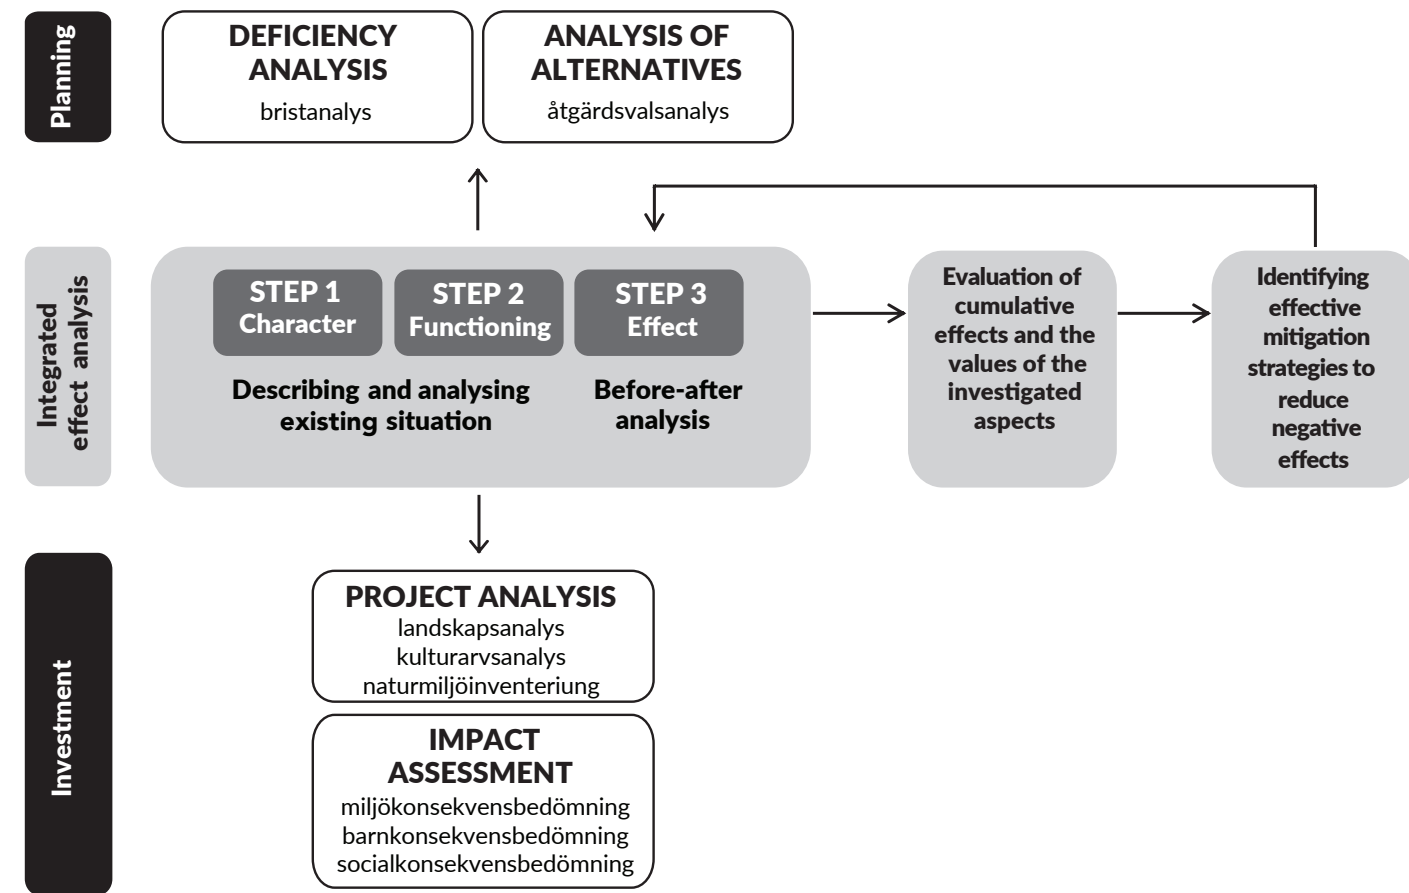 Planning
DEFICIENCY
ANALYSIS
bristanalys
ANALYSIS OF
ALTERNATIVES
åtgärdsvalsanalys
Integrated
effect analysis
STEP 1
Character
STEP 2
Functioning
STEP 3
Effect
Describing and analysing
existing situation
Before-after
analysis
Evaluation of
cumulative
effects and the
values of the
investigated
aspects
Identifying
effective
mitigation
strategies to
reduce
negative
effects
Investment
PROJECT ANALYSIS
landskapsanalys
kulturarvsanalys
naturmiljöinventeriung
IMPACT
ASSESSMENT
miljökonsekvensbedömning
barnkonsekvensbedömning
socialkonsekvensbedömning